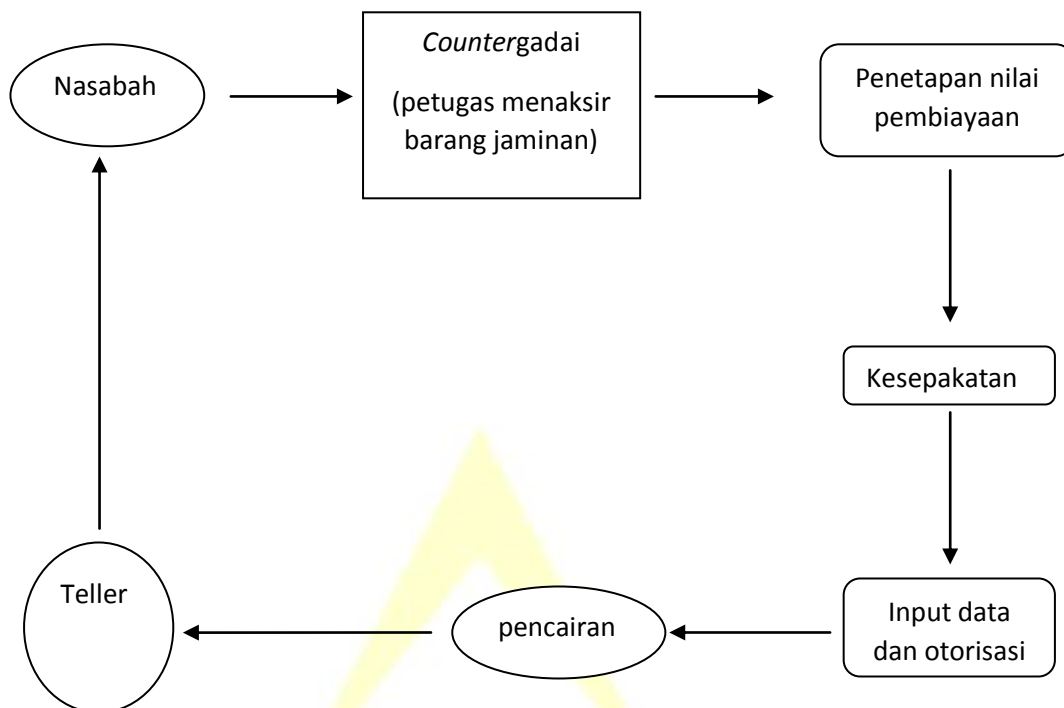 Nasabah
Countergadai
(petugas menaksir
barang jaminan)
Penetapan nilai
pembiayaan
Kesepakatan
Input data
dan otorisasi
pencairan
Teller